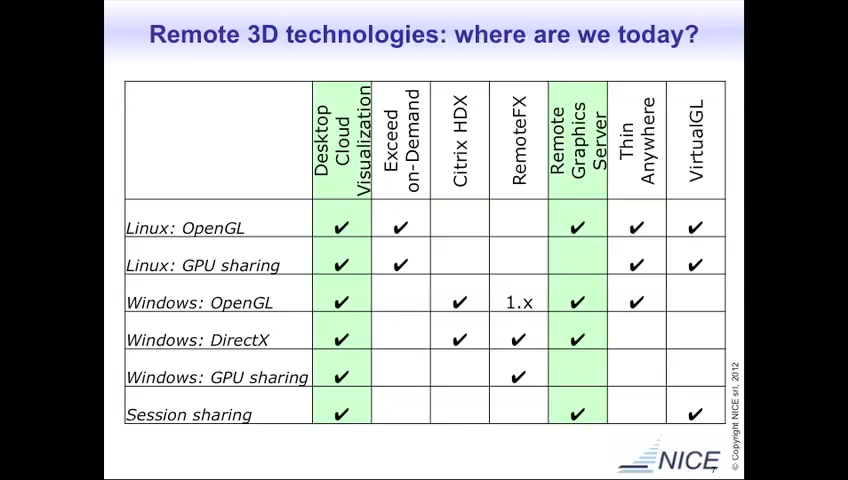 Remote 3D technologies: where are we today?
Desktop
Cloud
Visualization
Exceed
on-Demand
Citrix HDX
RemoteFX
Remote
Graphics
Server
Thin
Anywhere
VirtualGL
Linux: OpenGL ✔ ✔ ✔ ✔ ✔
Linux: GPU sharing ✔ ✔ ✔ ✔
Windows: OpenGL ✔ ✔ 1.x ✔ ✔
Windows: DirectX ✔ ✔ ✔ ✔
Windows: GPU sharing ✔ ✔
Session sharing ✔ ✔ ✔
© Copyright NICE srl, 2012
NICE
7